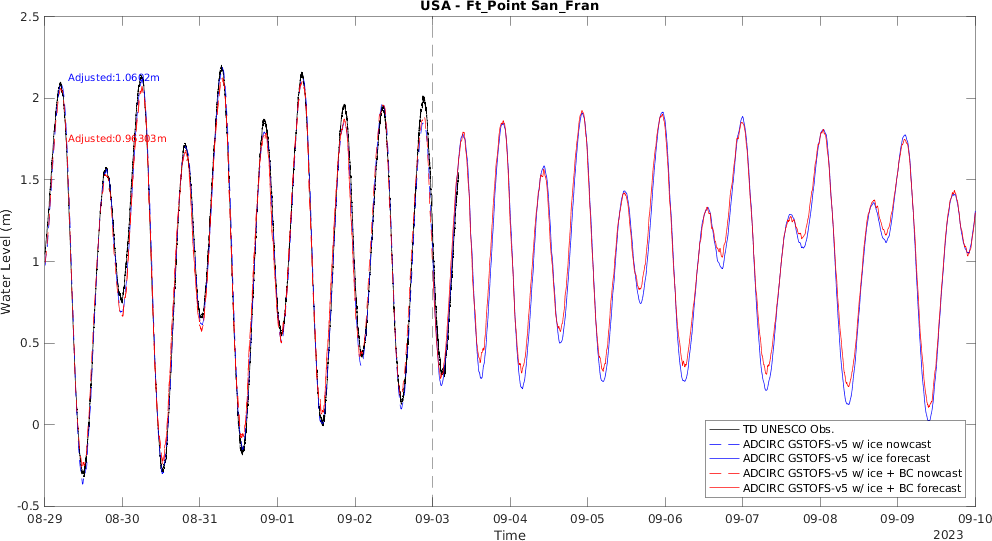 USA - Ft_Point San_Fran
2.5
2
1.5
1
0.5
0
-0.5
Water Level (m)
Adjusted:1.0602m
Adjusted:0.96303m
TD UNESCO Obs.
ADCIRC GSTOFS-v5 w/ ice nowcast
ADCIRC GSTOFS-v5 w/ ice forecast
ADCIRC GSTOFS-v5 w/ ice + BC nowcast
ADCIRC GSTOFS-v5 w/ ice + BC forecast
08-29 08-30 08-31 09-01 09-02 09-03 09-04 09-05 09-06 09-07 09-08 09-09 09-10
Time
2023